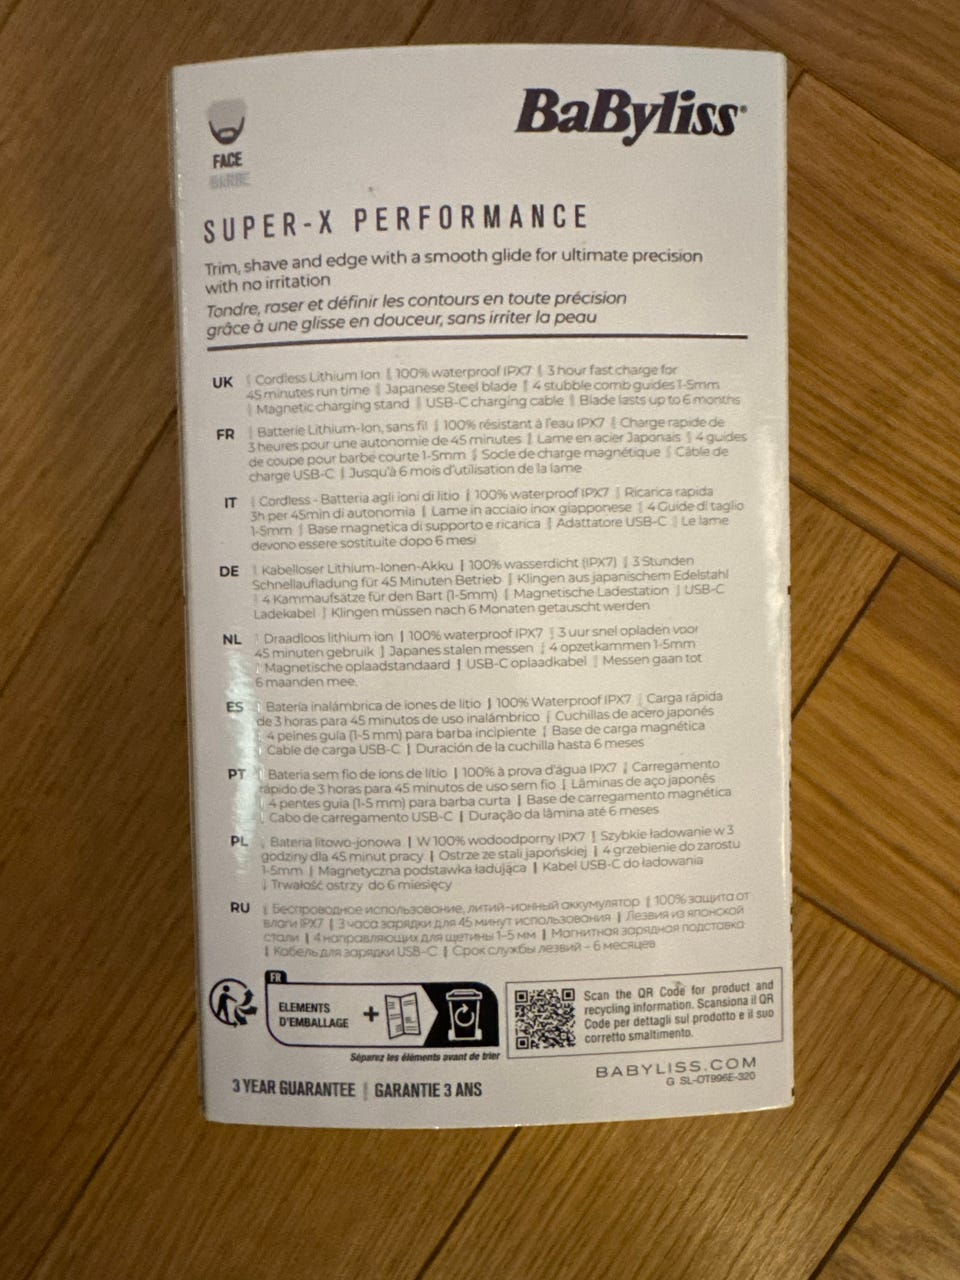 BaByliss®
FACE
BARBE
SUPER-X PERFORMANCE
Trim, shave and edge with a smooth glide for ultimate precision
with no irritation
Tondre, raser et définir les contours en toute précision
grâce à une glisse en douceur, sans irriter la peau
UK | Cordless Lithium Ion | 100% waterproof IPX7 | 3 hour fast charge for
45 minutes run time | Japanese Steel blade | 4 stubble comb guides 1-5mm
| Magnetic charging stand | USB-C charging cable | Blade lasts up to 6 months
FR | Batterie Lithium-Ion, sans fil | 100% résistant à l'eau IPX7 | Charge rapide de
3 heures pour une autonomie de 45 minutes | Lame en acier Japonais | 4 guides
de coupe pour barbe courte 1-5mm | Socle de charge magnétique | Câble de
charge USB-C | Jusqu'à 6 mois d'utilisation de la lame
IT | Cordless - Batteria agli ioni di litio | 100% waterproof IPX7 | Ricarica rapida
3h per 45min di autonomia | Lame in acciaio inox giapponese | 4 Guide di taglio
1-5mm | Base magnetica di supporto e ricarica | Adattatore USB-C | Le lame
devono essere sostituite dopo 6 mesi
DE | Kabelloser Lithium-Ionen-Akku | 100% wasserdicht (IPX7) | 3 Stunden
Schnellaufladung für 45 Minuten Betrieb | Klingen aus japanischem Edelstahl
| 4 Kammaufsätze für den Bart (1-5mm) | Magnetische Ladestation | USB-C
Ladekabel | Klingen müssen nach 6 Monaten getauscht werden
NL | Draadloos lithium ion | 100% waterproof IPX7 | 3 uur snel opladen voor
45 minuten gebruik | Japanes stalen messen | 4 opzetkammen 1-5mm
| Magnetische oplaadstandaard | USB-C oplaadkabel | Messen gaan tot
6 maanden mee.
ES | Batería inalámbrica de iones de litio | 100% Waterproof IPX7 | Carga rápida
de 3 horas para 45 minutos de uso inalámbrico | Cuchillas de acero japonés
| 4 peines guía (1-5 mm) para barba incipiente | Base de carga magnética
| Cable de carga USB-C | Duración de la cuchilla hasta 6 meses
PT | Bateria sem fio de íons de lítio | 100% à prova d'água IPX7 | Carregamento
rápido de 3 horas para 45 minutos de uso sem fio | Lâminas de aço japonês
| 4 pentes guia (1-5 mm) para barba curta | Base de carregamento magnética
| Cabo de carregamento USB-C | Duração da lâmina até 6 meses
PL | Bateria litowo-jonowa | W 100% wodoodporny IPX7 | Szybkie ładowanie w 3
godziny dla 45 minut pracy | Ostrze ze stali japońskiej | 4 grzebienie do zarostu
1-5mm | Magnetyczna podstawka ładująca | Kabel USB-C do ładowania
| Trwałość ostrzy do 6 miesięcy
RU | Беспроводное использование, литий-ионный аккумулятор | 100% защита от
влаги IPX7 | 3 часа зарядки для 45 минут использования | Лезвия из японской
стали | 4 направляющих для щетины 1-5 мм | Магнитная зарядная подставка
| Кабель для зарядки USB-C | Срок службы лезвий - 6 месяцев
FR
ELEMENTS
D'EMBALLAGE
+
Séparez les éléments avant de trier
Scan the QR Code for product and
recycling information. Scansiona il QR
Code per dettagli sul prodotto e il suo
corretto smaltimento.
3 YEAR GUARANTEE | GARANTIE 3 ANS
BABYLISS.COM
G SL-OT996E-320